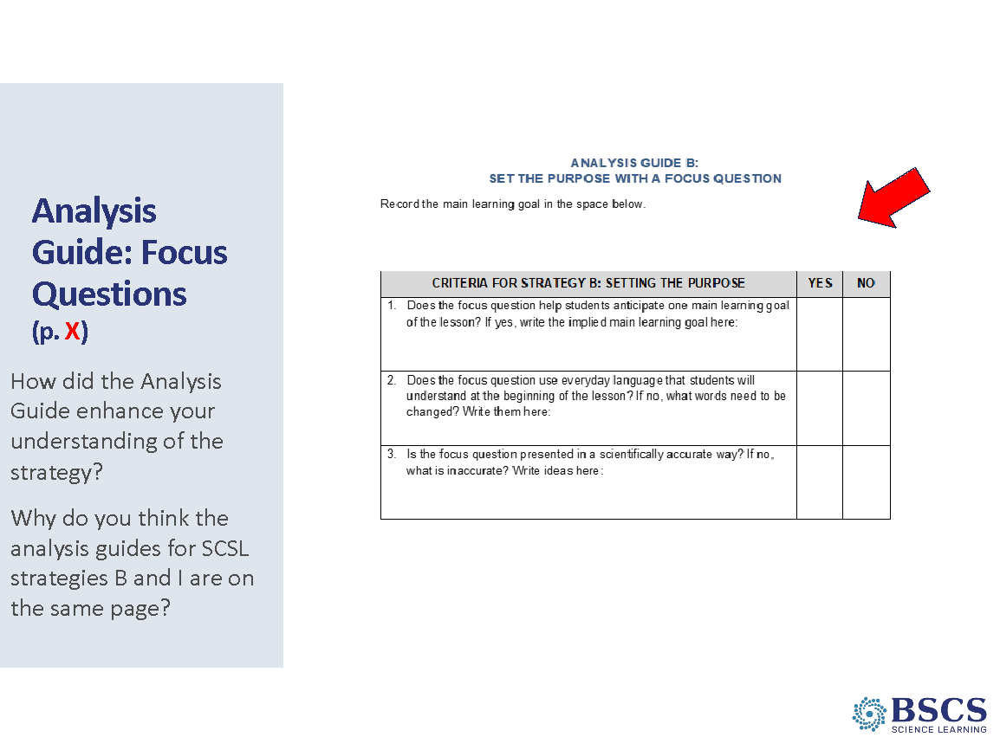 Analysis
Guide: Focus
Questions
(p. X)
How did the Analysis
Guide enhance your
understanding of the
strategy?
Why do you think the
analysis guides for SCSL
strategies B and I are on
the same page?
ANALYSIS GUIDE B:
SET THE PURPOSE WITH A FOCUS QUESTION
Record the main learning goal in the space below.
CRITERIA FOR STRATEGY B: SETTING THE PURPOSE YES NO
1. Does the focus question help students anticipate one main learning goal
of the lesson? If yes, write the implied main learning goal here:
2. Does the focus question use everyday language that students will
understand at the beginning of the lesson? If no, what words need to be
changed? Write them here:
3. Is the focus question presented in a scientifically accurate way? If no,
what is inaccurate? Write ideas here:
BSCS
SCIENCE LEARNING